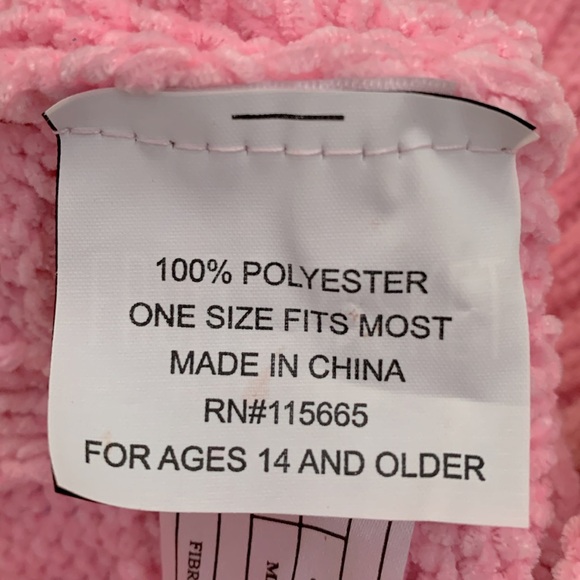 100% POLYESTER
ONE SIZE FITS MOST
MADE IN CHINA
RN#115665
FOR AGES 14 AND OLDER